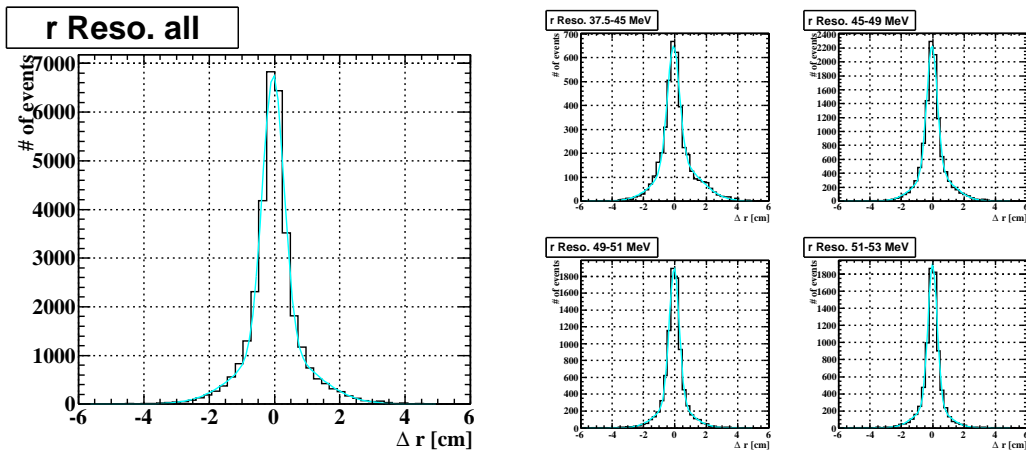 r Reso. all
# of events
7000
6000
5000
4000
3000
2000
1000
0
-6 -4 -2 0 2 4 6
Δ r [cm]
r Reso. 37.5-45 MeV
# of events
700
600
500
400
300
200
100
0
-6 -4 -2 0 2 4 6
Δ r [cm]
r Reso. 45-49 MeV
# of events
2400
2200
2000
1800
1600
1400
1200
1000
800
600
400
200
0
-6 -4 -2 0 2 4 6
Δ r [cm]
r Reso. 49-51 MeV
# of events
1800
1600
1400
1200
1000
800
600
400
200
0
-6 -4 -2 0 2 4 6
Δ r [cm]
r Reso. 51-53 MeV
# of events
1800
1600
1400
1200
1000
800
600
400
200
0
-6 -4 -2 0 2 4 6
Δ r [cm]